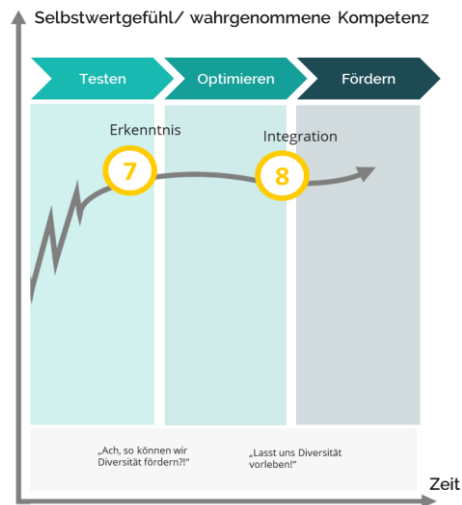 Selbstwertgefühl/ wahrgenommene Kompetenz
Testen
Optimieren
Fördern
Erkenntnis
Integration
7
8
„Ach, so können wir
Diversität fördern?!“
„Lasst uns Diversität
vorleben!“
Zeit